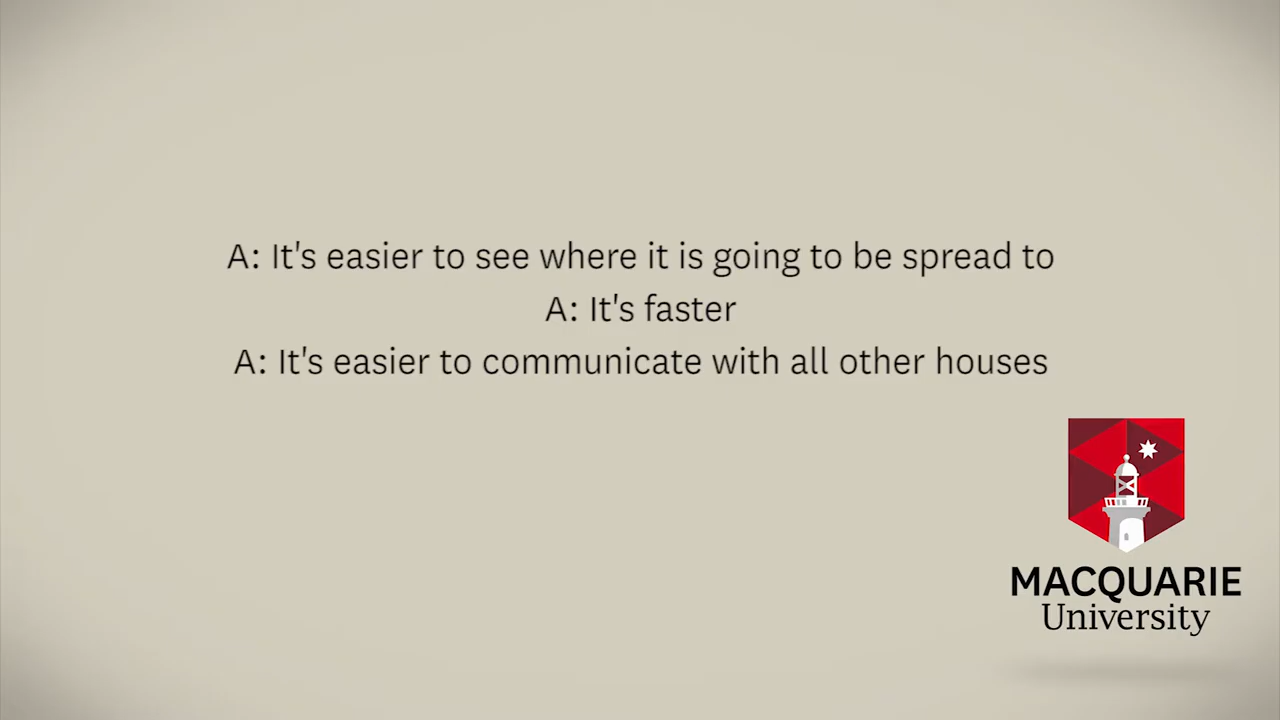 A: It's easier to see where it is going to be spread to
A: It's faster
A: It's easier to communicate with all other houses
MACQUARIE
University